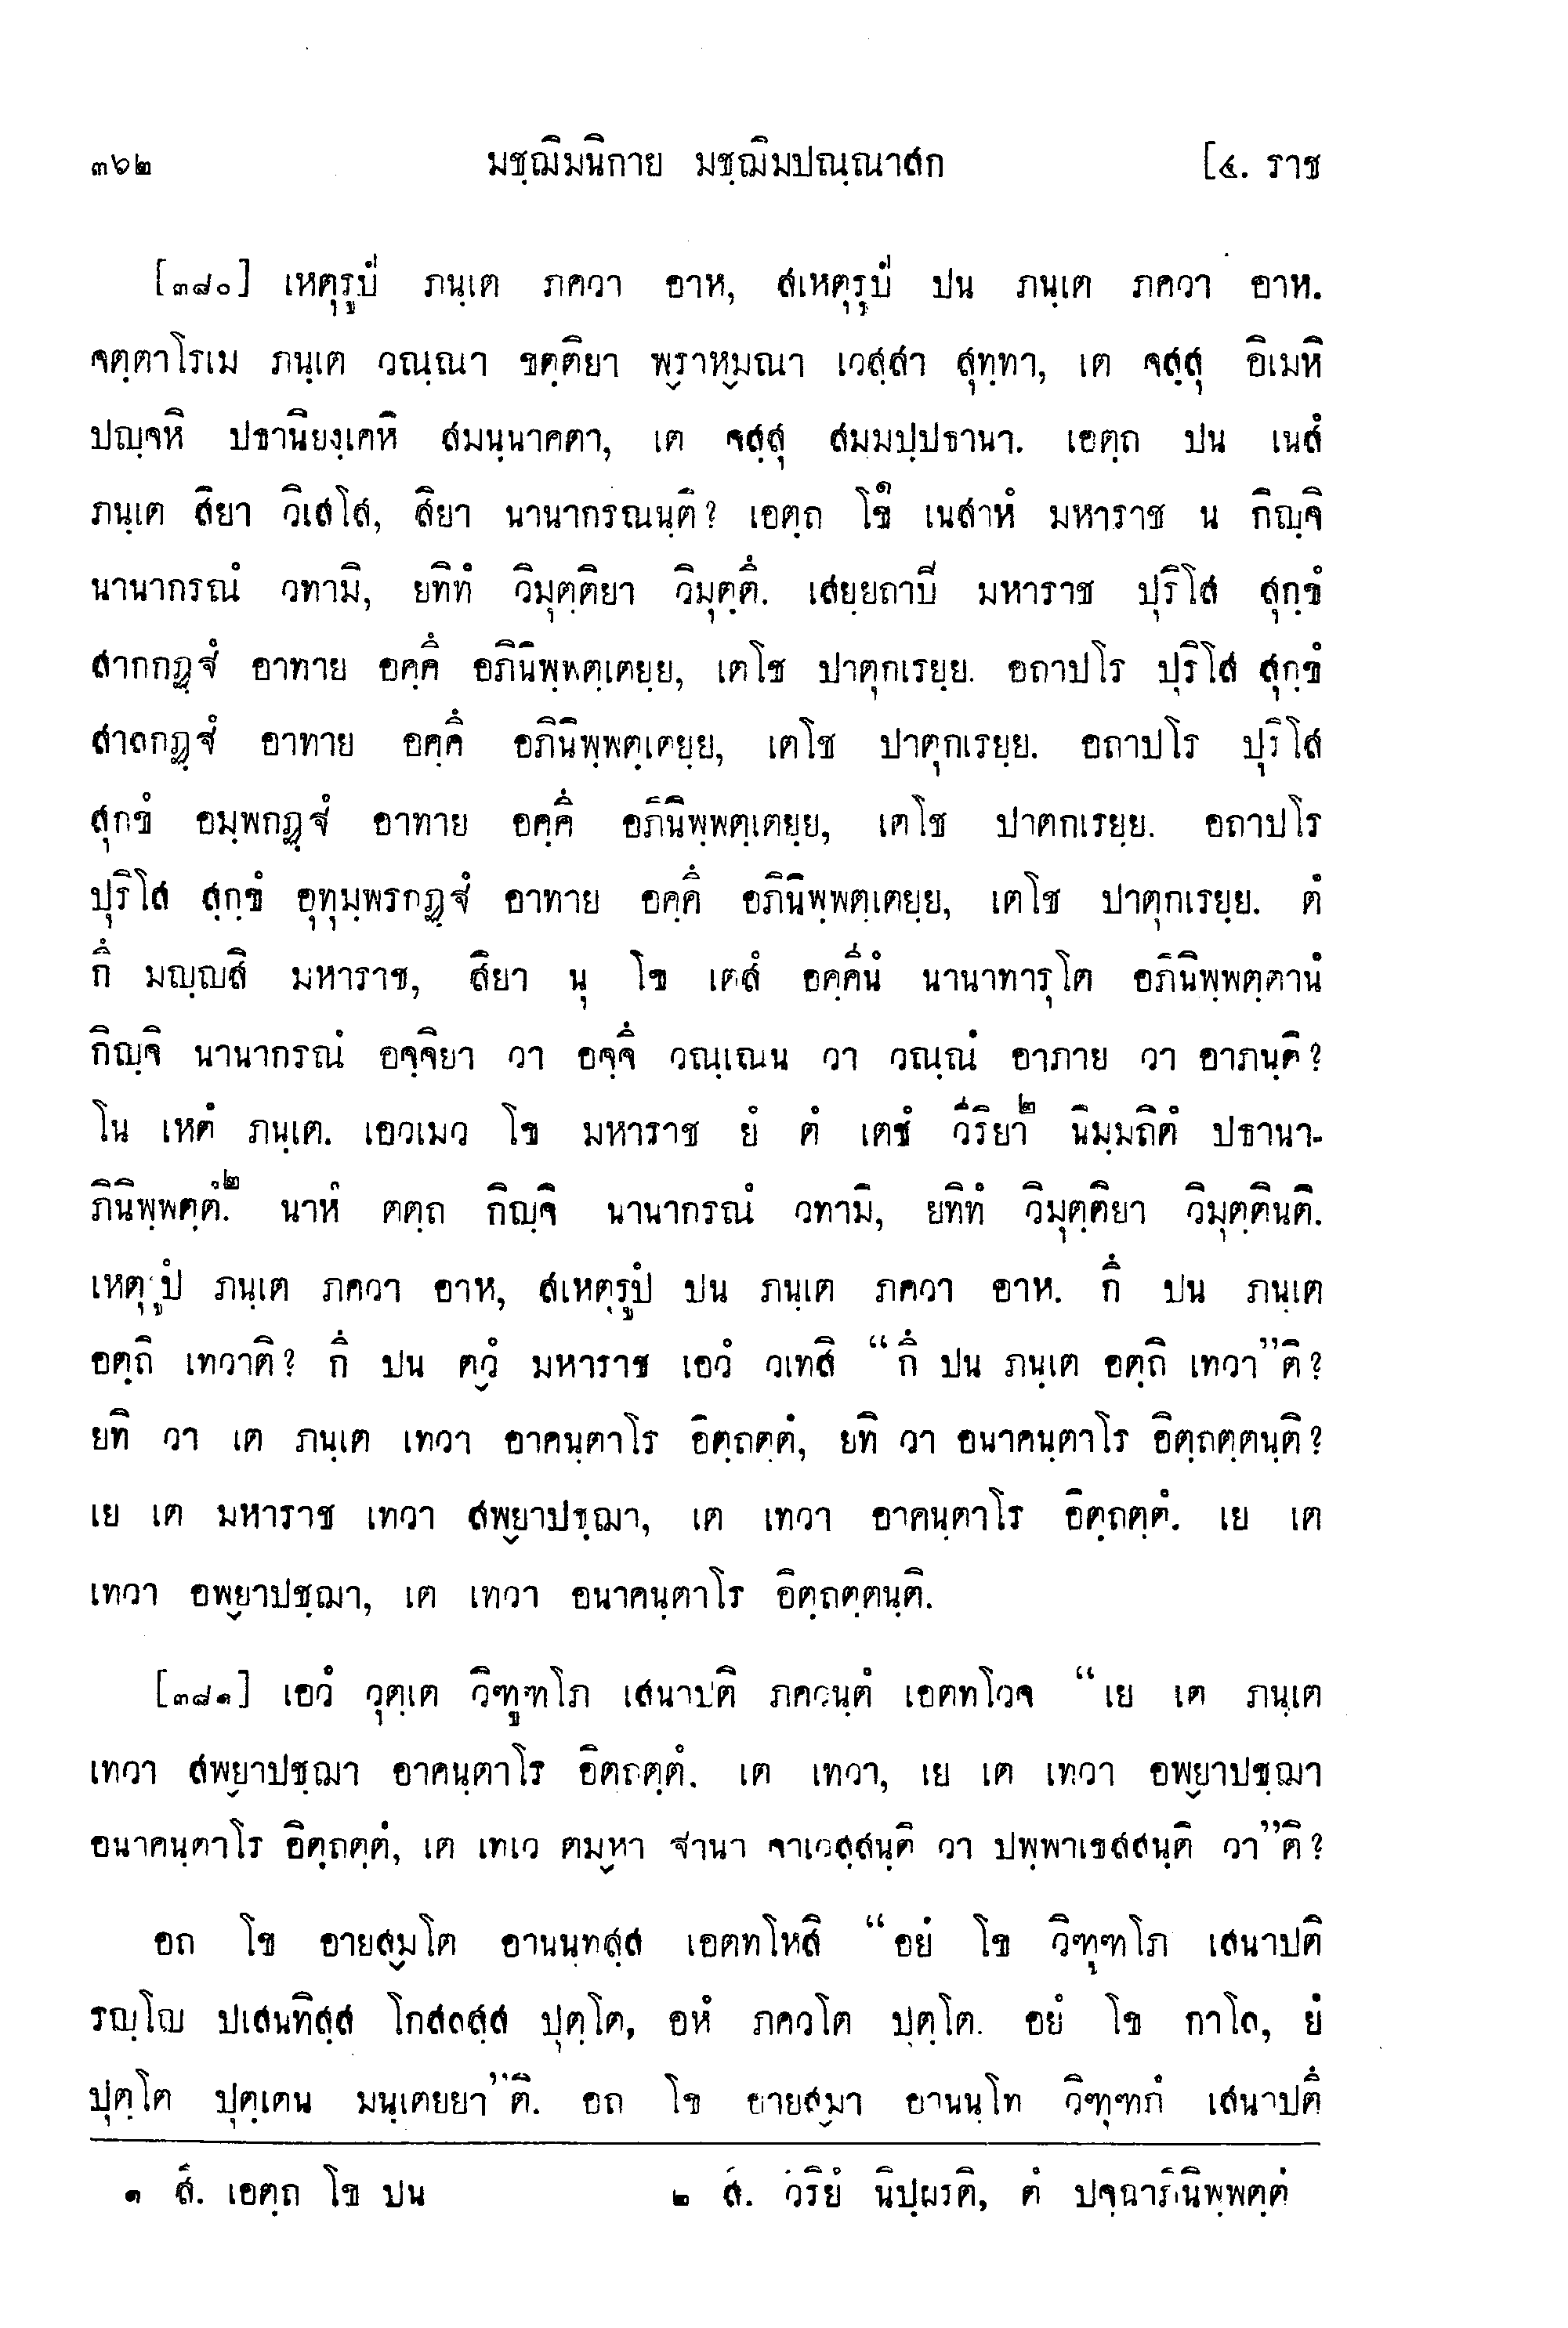 ๓๖๒ มชฺฌิมนิกาย มชฺฌิมปณฺณาสก [๔. ราช
[๓๘๐] เหตุรูปํ ภนฺเต ภควา อาห, สเหตุรูปํ ปน ภนฺเต ภควา อาห.
จตฺตาโรเม ภนฺเต วณฺณา ขตฺติยา พฺราหฺมณา เวสฺสา สุทฺทา, เต จสฺสุ อิเมหิ
ปญฺจหิ ปธานิยงฺเคหิ สมนฺนาคตา, เต จสฺสุ สมมปฺปธานา. เอตฺถ ปน เนสํ
ภนฺเต สิยา วิเสโส, สิยา นานากรณนฺติ? เอตฺถ โข๑ เนสาหํ มหาราช น กิญฺจิ
นานากรณํ วทามิ, ยทิทํ วิมุตฺติยา วิมุตฺตึ. เสยฺยถาปี มหาราช ปุริโส สุกฺขํ
สากกฏฺฐํ อาทาย อคฺคึ อภินิพฺพตฺเตยฺย, เตโช ปาตุกเรยฺย. อถาปโร ปุริโส สุกฺขํ
สาลกฏฺฐํ อาทาย อคฺคึ อภินิพฺพตฺเตยฺย, เตโช ปาตุกเรยฺย. อถาปโร ปุริโส
สุกขํ อมฺพกฏฺฐํ อาทาย อคฺคึ อภินิพฺพตฺเตยฺย, เตโช ปาตกเรยฺย. อถาปโร
ปุริโส สฺกฺขํ อุทุมฺพรกฏฺฐํ อาทาย อคฺคึ อภินิพฺพตฺเตยฺย, เตโช ปาตุกเรยฺย. ตํ
กึ มญฺญสิ มหาราช, สิยา นุ โข เตสํ อคฺคีนํ นานาทารุโต อภินิพฺพตฺตานํ
กิญฺจิ นานากรณํ อจฺจิยา วา อจฺจึ วณฺเณน วา วณฺณํ อาภาย วา อาภนฺติ?
โน เหตํ ภนฺเต. เอวเมว โข มหาราช ยํ ตํ เตชํ วีริยา๒ นิมฺมถิตํ ปธานา-
ภินิพฺพตฺตํ.๒ นาหํ ตตฺถ กิญฺจิ นานากรณํ วทามิ, ยทิทํ วิมุตฺติยา วิมุตฺตินติ.
เหตุรูปํ ภนฺเต ภควา อาห, สเหตุรูปํ ปน ภนฺเต ภควา อาห. กึ ปน ภนฺเต
อตฺถิ เทวาติ? กึ ปน ตฺวํ มหาราช เอวํ วเทสิ “กึ ปน ภนฺเต อตฺถิ เทวา”ติ?
ยทิ วา เต ภนฺเต เทวา อาคนฺตาโร อิตฺถตฺตํ, ยทิ วา อนาคนฺตาโร อิตฺถตฺตนฺติ?
เย เต มหาราช เทวา สพฺยาปชฺฌา, เต เทวา อาคนฺตาโร อิตฺถตฺตํ. เย เต
เทวา อพฺยาปชฺฌา, เต เทวา อนาคนฺตาโร อิตฺถตฺตนฺติ.
[๓๘๑] เอวํ วุตฺเต วิฑูฑโภ เสนาปติ ภควนฺตํ เอตทโวจ “เย เต ภนฺเต
เทวา สพฺยาปชฺฌา อาคนฺตาโร อิตถตฺตํ. เต เทวา, เย เต เทวา อพฺยาปชฺฌา
อนาคนฺตาโร อิตฺถตฺตํ, เต เทเว ตมฺหา ฐานา จาเวสฺสนฺติ วา ปพฺพาเชสสนฺติ วา”ติ?
อถ โข อายสฺมโต อานนฺทสฺส เอตทโหสิ “อยํ โข วิฑุฑโภ เสนาปติ
รญฺโญ ปเสนทิสฺส โกสลสฺส ปุตฺโต, อหํ ภควโต ปุตฺโต. อยํ โข กาโล, ยํ
ปุตฺโต ปุตฺเตน มนฺเตยยา”ติ. อถ โข อายสฺมา อานนฺโท วิฑุฑภํ เสนาปตึ
๑ สี. เอตฺถ โข ปน ๒ สี. วิริยํ นิปฺผรติ, ตํ ปจฺฉาภินิพฺพตฺตํ